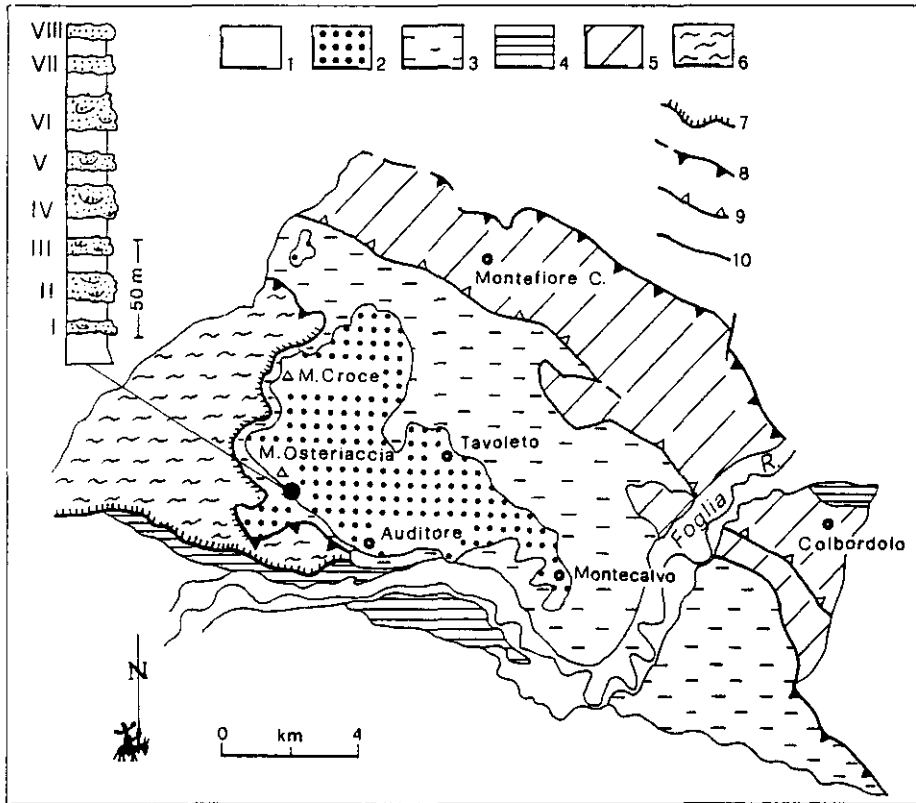 VIII
VII
VI
V
IV
III
II
I
50 m
1
2
3
4
5
6
7
8
9
10
Montefiore C.
M. Croce
M. Osteriaccia
Tavoleto
Auditore
Montecalvo
Foglia R.
Colbordolo
N
0 km 4